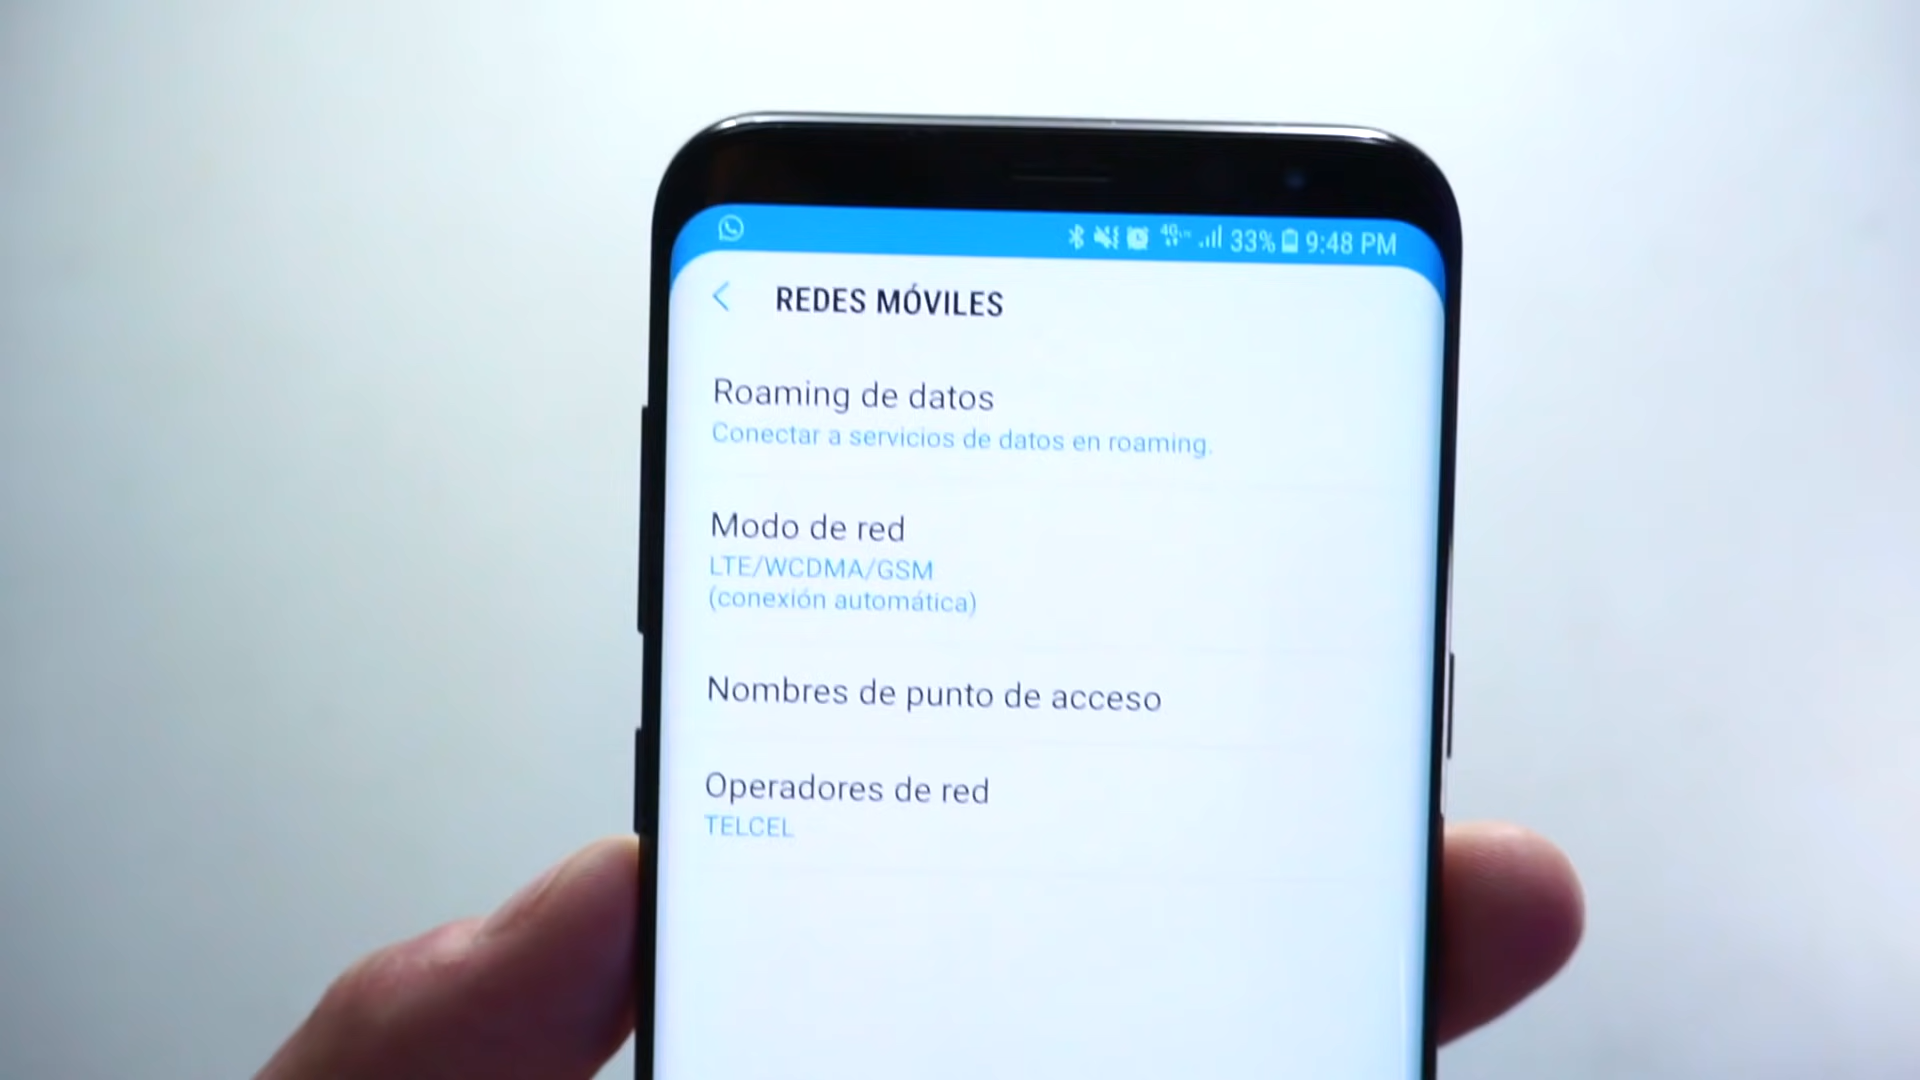 33% 9:48 PM
REDES MÓVILES
Roaming de datos
Conectar a servicios de datos en roaming.
Modo de red
LTE/WCDMA/GSM
(conexión automática)
Nombres de punto de acceso
Operadores de red
TELCEL